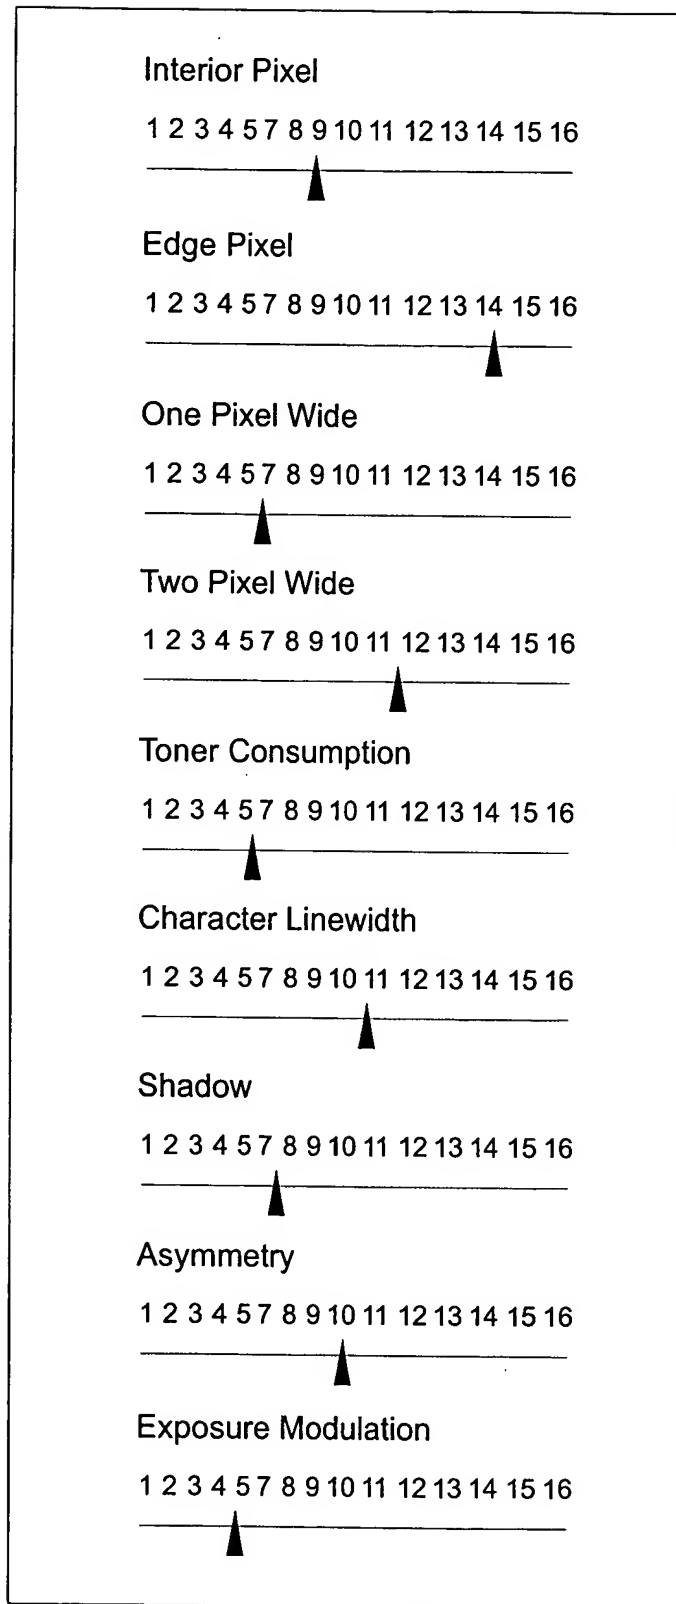 Interior Pixel
1 2 3 4 5 7 8 9 10 11 12 13 14 15 16
Edge Pixel
1 2 3 4 5 7 8 9 10 11 12 13 14 15 16
One Pixel Wide
1 2 3 4 5 7 8 9 10 11 12 13 14 15 16
Two Pixel Wide
1 2 3 4 5 7 8 9 10 11 12 13 14 15 16
Toner Consumption
1 2 3 4 5 7 8 9 10 11 12 13 14 15 16
Character Linewidth
1 2 3 4 5 7 8 9 10 11 12 13 14 15 16
Shadow
1 2 3 4 5 7 8 9 10 11 12 13 14 15 16
Asymmetry
1 2 3 4 5 7 8 9 10 11 12 13 14 15 16
Exposure Modulation
1 2 3 4 5 7 8 9 10 11 12 13 14 15 16